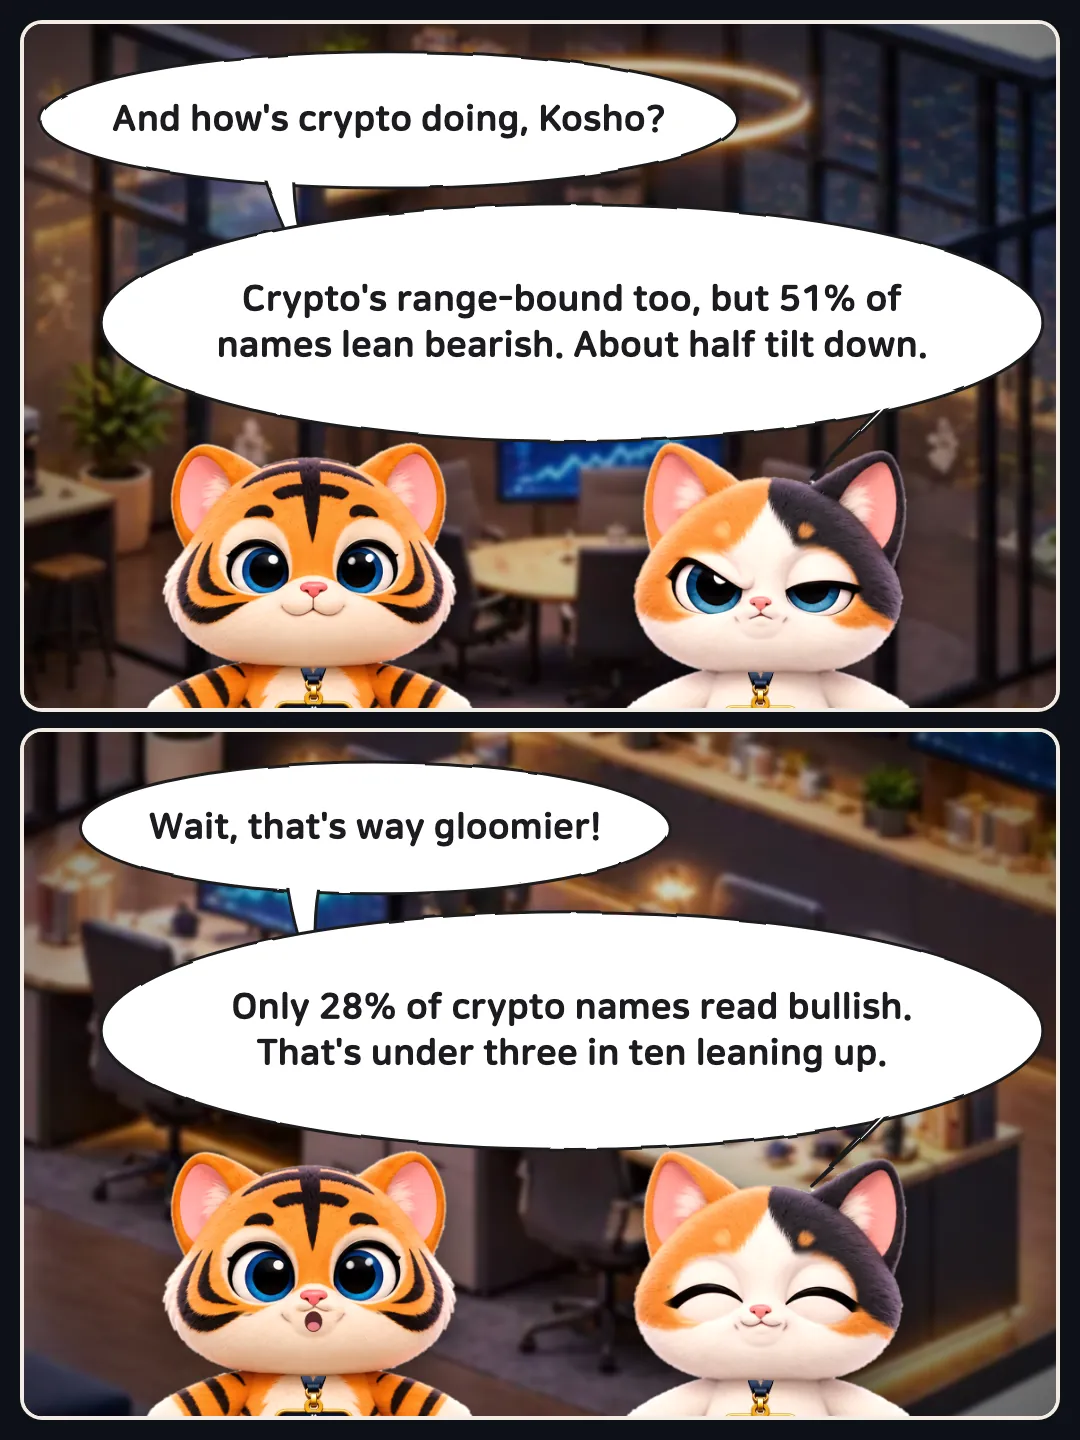 And how's crypto doing, Kosho?
Crypto's range-bound too, but 51% of
names lean bearish. About half tilt down.
Wait, that's way gloomier!
Only 28% of crypto names read bullish.
That's under three in ten leaning up.